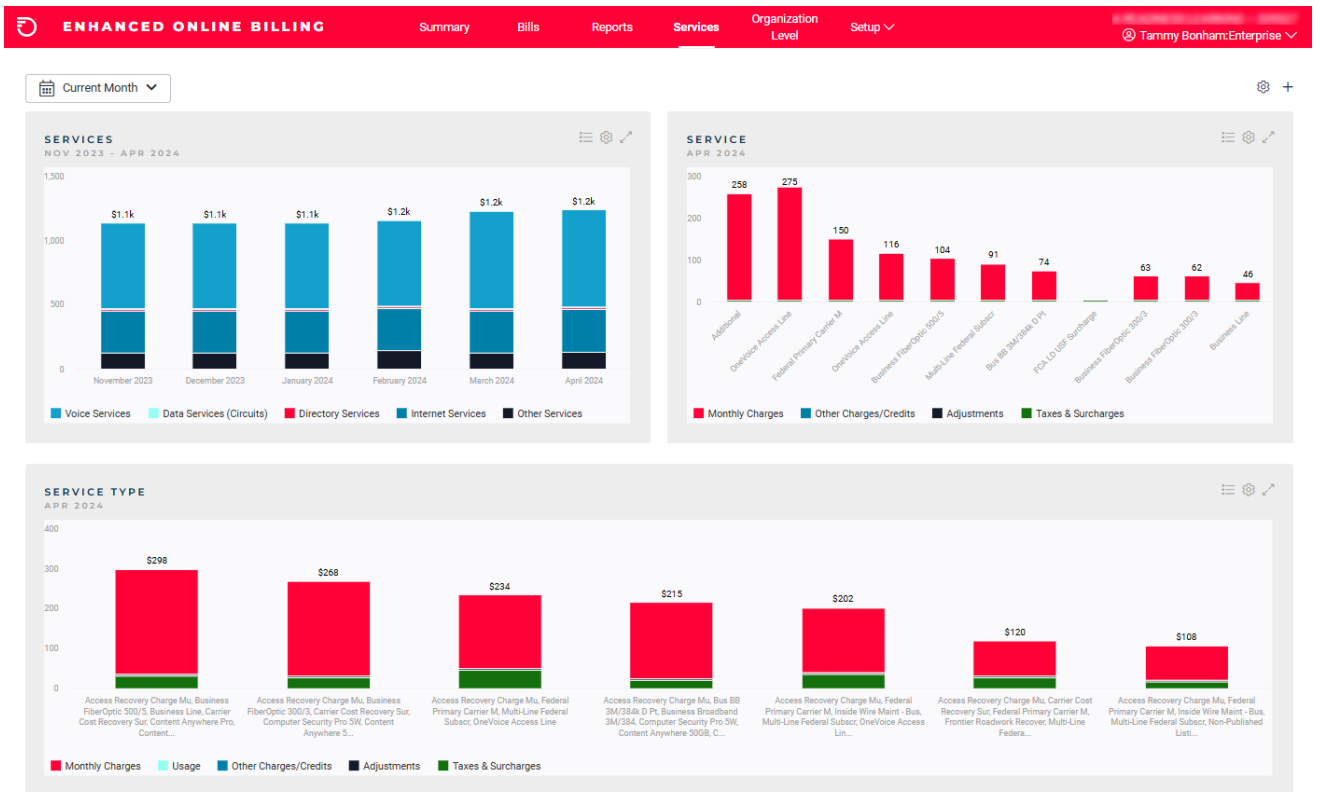 ENHANCED ONLINE BILLING
Summary
Bills
Reports
Services
Organization
Level
Setup
Tammy Bonham:Enterprise
Current Month
SERVICES
NOV 2023 - APR 2024
1,500
1,000
500
0
$1.1k
$1.1k
$1.1k
$1.2k
$1.2k
$1.2k
November 2023
December 2023
January 2024
February 2024
March 2024
April 2024
Voice Services
Data Services (Circuits)
Directory Services
Internet Services
Other Services
SERVICE
APR 2024
300
200
100
0
258
275
150
116
104
91
74
63
62
46
Additional
OneVoice Access Line
Federal Primary Carrier M
OneVoice Access Line
Business FiberOptic 500/5
Multi-Line Federal Subscr
Bus BB 3M/384k D Pt
FCA LD USF Surcharge
Business FiberOptic 300/3
Business FiberOptic 300/3
Business Line
Monthly Charges
Other Charges/Credits
Adjustments
Taxes & Surcharges
SERVICE TYPE
APR 2024
400
300
200
100
0
$298
$268
$234
$215
$202
$120
$108
Access Recovery Charge Mu, Business
FiberOptic 500/5, Business Line, Carrier
Cost Recovery Sur, Content Anywhere Pro,
Content...
Access Recovery Charge Mu, Business
FiberOptic 300/3, Carrier Cost Recovery Sur,
Computer Security Pro 5W, Content
Anywhere 5...
Access Recovery Charge Mu, Federal
Primary Carrier M, Multi-Line Federal
Subscr, OneVoice Access Line
Access Recovery Charge Mu, Bus BB
3M/384k D Pt, Business Broadband
3M/384, Computer Security Pro 5W,
Content Anywhere 50GB, C...
Access Recovery Charge Mu, Federal
Primary Carrier M, Inside Wire Maint - Bus,
Multi-Line Federal Subscr, OneVoice Access
Lin...
Access Recovery Charge Mu, Carrier Cost
Recovery Sur, Federal Primary Carrier M,
Frontier Roadwork Recover, Multi-Line
Federa...
Access Recovery Charge Mu, Federal
Primary Carrier M, Inside Wire Maint - Bus,
Multi-Line Federal Subscr, Non-Published
Listi...
Monthly Charges
Usage
Other Charges/Credits
Adjustments
Taxes & Surcharges